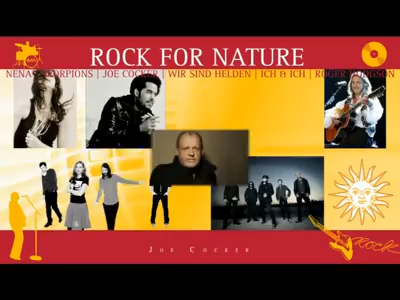 ROCK FOR NATURE
NENA | SCORPIONS | JOE COCKER | WIR SIND HELDEN | ICH & ICH | ROGER HODGSON
JOE COCKER
Rock